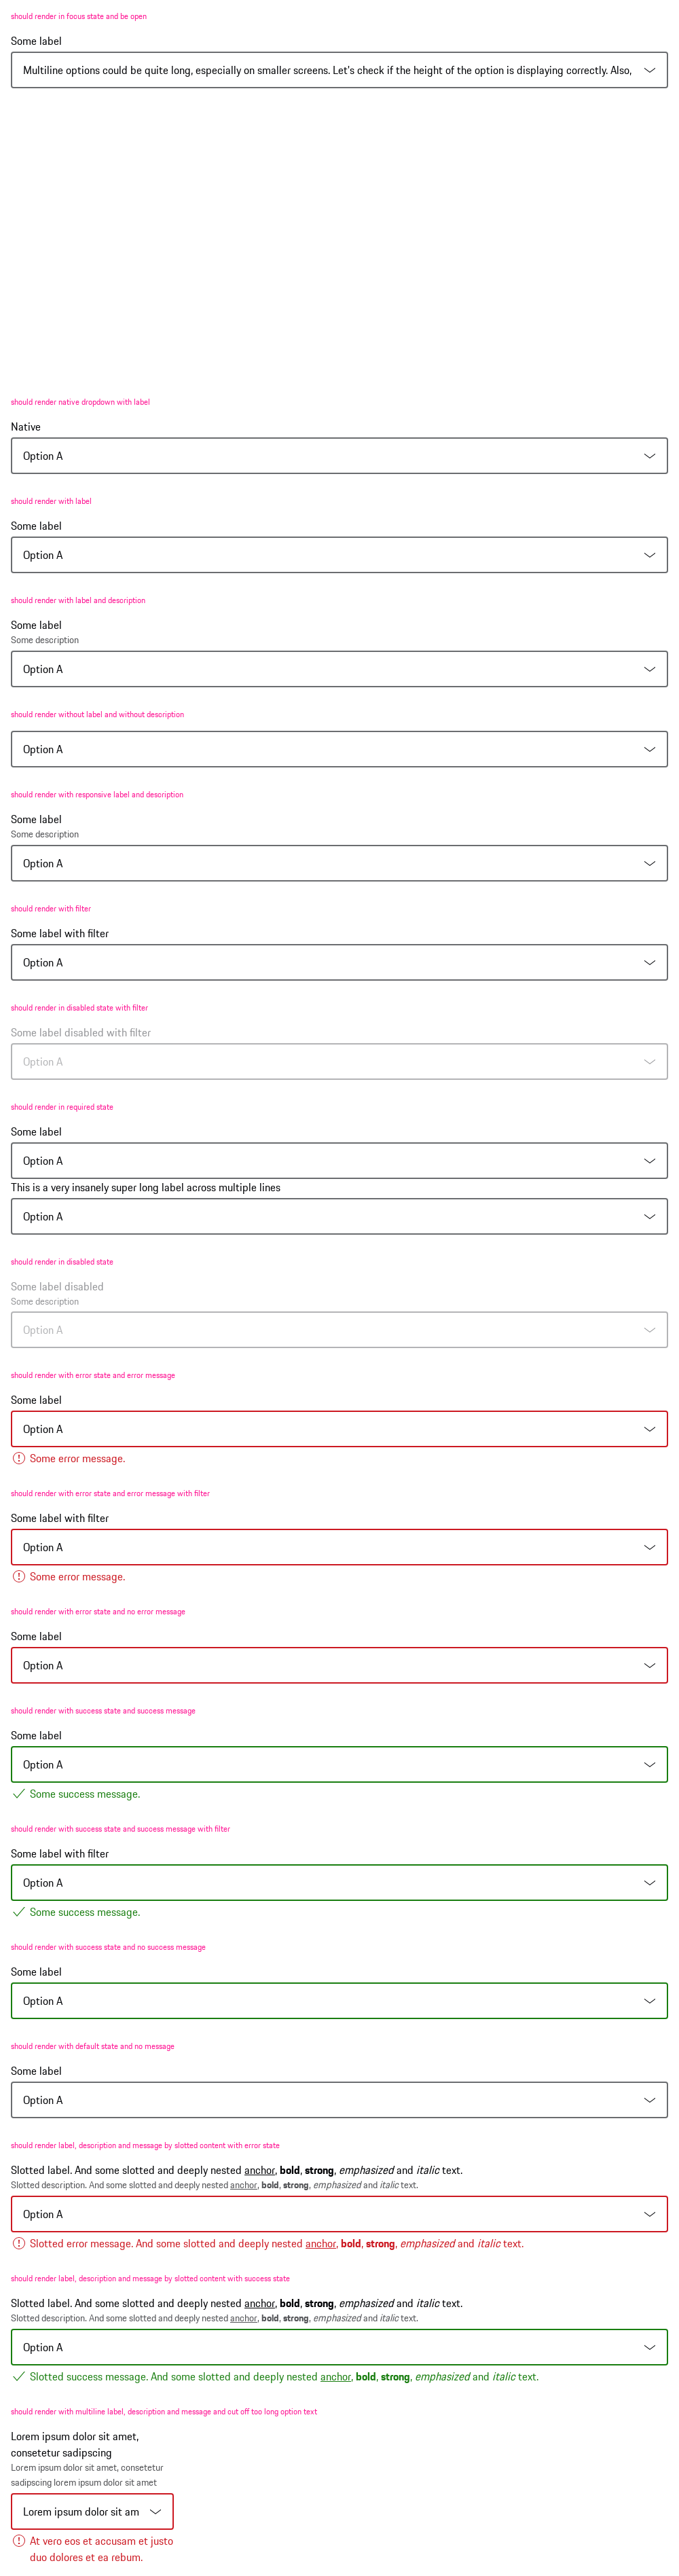 should render in focus state and be open
Some label
Multiline options could be quite long, especially on smaller screens. Let's check if the height of the option is displaying correctly. Also,
should render native dropdown with label
Native
Option A
should render with label
Some label
Option A
should render with label and description
Some label
Some description
Option A
should render without label and without description
Option A
should render with responsive label and description
Some label
Some description
Option A
should render with filter
Some label with filter
Option A
should render in disabled state with filter
Some label disabled with filter
Option A
should render in required state
Some label
Option A
This is a very insanely super long label across multiple lines
Option A
should render in disabled state
Some label disabled
Some description
Option A
should render with error state and error message
Some label
Option A
Some error message.
should render with error state and error message with filter
Some label with filter
Option A
Some error message.
should render with error state and no error message
Some label
Option A
should render with success state and success message
Some label
Option A
Some success message.
should render with success state and success message with filter
Some label with filter
Option A
Some success message.
should render with success state and no success message
Some label
Option A
should render with default state and no message
Some label
Option A
should render label, description and message by slotted content with error state
Slotted label. And some slotted and deeply nested anchor, bold, strong, emphasized and italic text.
Slotted description. And some slotted and deeply nested anchor, bold, strong, emphasized and italic text.
Option A
Slotted error message. And some slotted and deeply nested anchor, bold, strong, emphasized and italic text.
should render label, description and message by slotted content with success state
Slotted label. And some slotted and deeply nested anchor, bold, strong, emphasized and italic text.
Slotted description. And some slotted and deeply nested anchor, bold, strong, emphasized and italic text.
Option A
Slotted success message. And some slotted and deeply nested anchor, bold, strong, emphasized and italic text.
should render with multiline label, description and message and cut off too long option text
Lorem ipsum dolor sit amet,
consetetur sadipscing
Lorem ipsum dolor sit amet, consetetur
sadipscing lorem ipsum dolor sit amet
Lorem ipsum dolor sit am
At vero eos et accusam et justo
duo dolores et ea rebum.